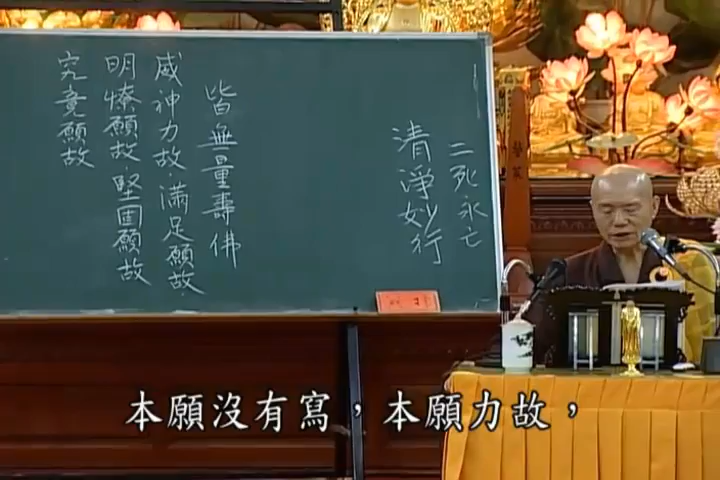 二死永亡
清淨妙行
皆無量壽佛
威神力故．滿足願故．
明憭願故 堅固願故
究竟願故
本願沒有寫，本願力故，